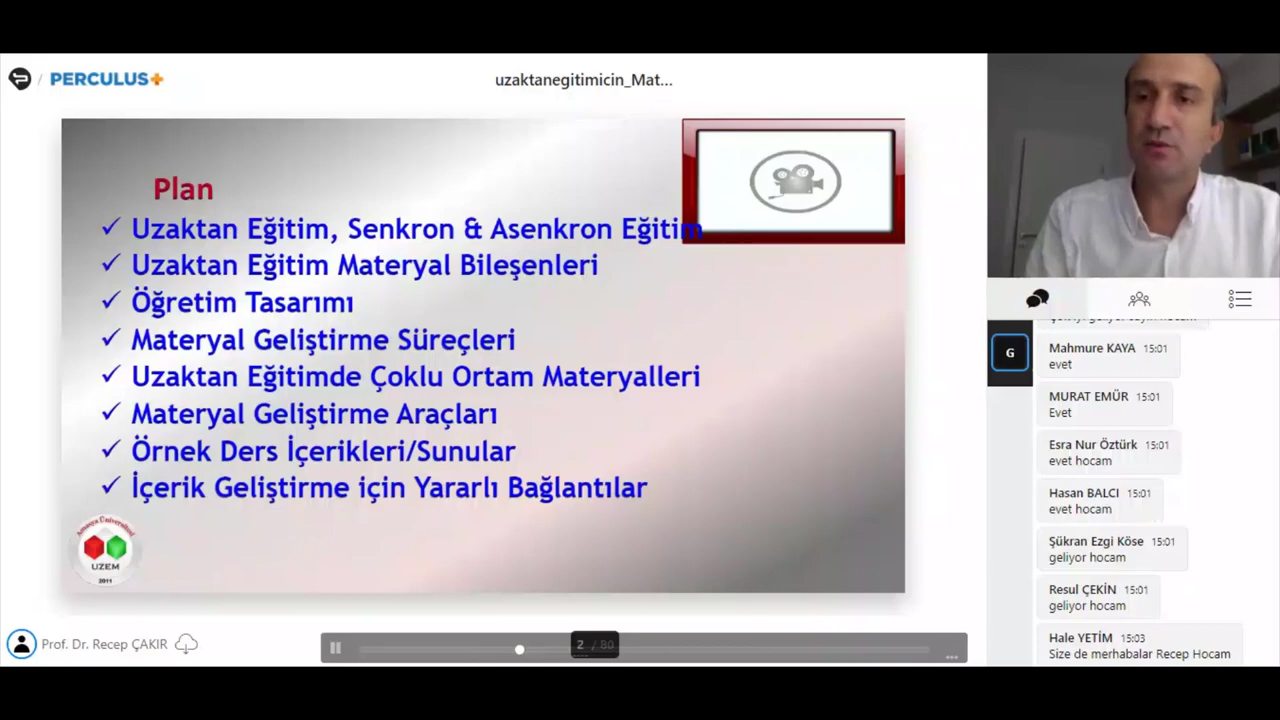 PERCULUS+
uzaktanegitimicin_Mat...
Plan
✓ Uzaktan Eğitim, Senkron & Asenkron Eğitim
✓ Uzaktan Eğitim Materyal Bileşenleri
✓ Öğretim Tasarımı
✓ Materyal Geliştirme Süreçleri
✓ Uzaktan Eğitimde Çoklu Ortam Materyalleri
✓ Materyal Geliştirme Araçları
✓ Örnek Ders İçerikleri/Sunular
✓ İçerik Geliştirme için Yararlı Bağlantılar
Amasya Üniversitesi
UZEM
2011
Prof. Dr. Recep ÇAKIR
2 / 80
G
Mahmure KAYA 15:01
evet
MURAT EMÜR 15:01
Evet
Esra Nur Öztürk 15:01
evet hocam
Hasan BALCI 15:01
evet hocam
Şükran Ezgi Köse 15:01
geliyor hocam
Resul ÇEKİN 15:01
geliyor hocam
Hale YETİM 15:03
Size de merhabalar Recep Hocam